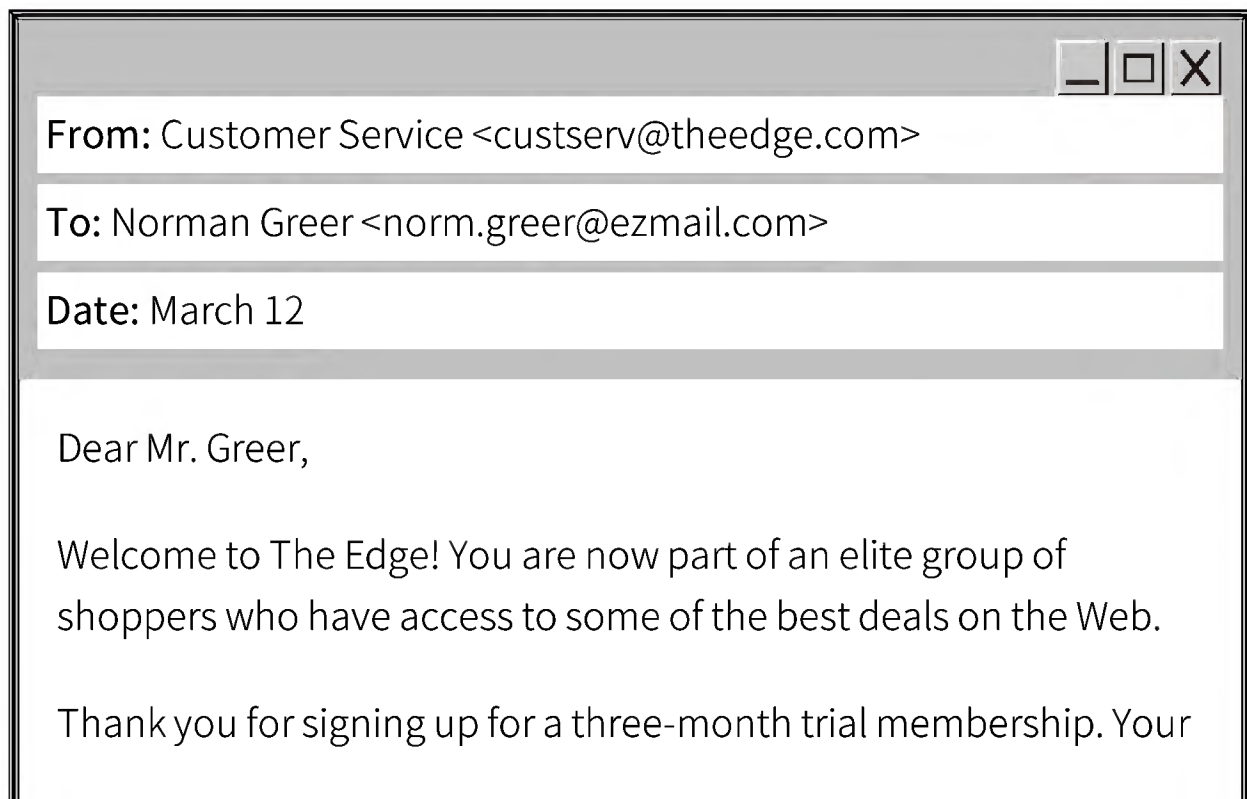 From: Customer Service <custserv@theedge.com>
To: Norman Greer <norm.greer@ezmail.com>
Date: March 12
Dear Mr. Greer,
Welcome to The Edge! You are now part of an elite group of
shoppers who have access to some of the best deals on the Web.
Thank you for signing up for a three-month trial membership. Your